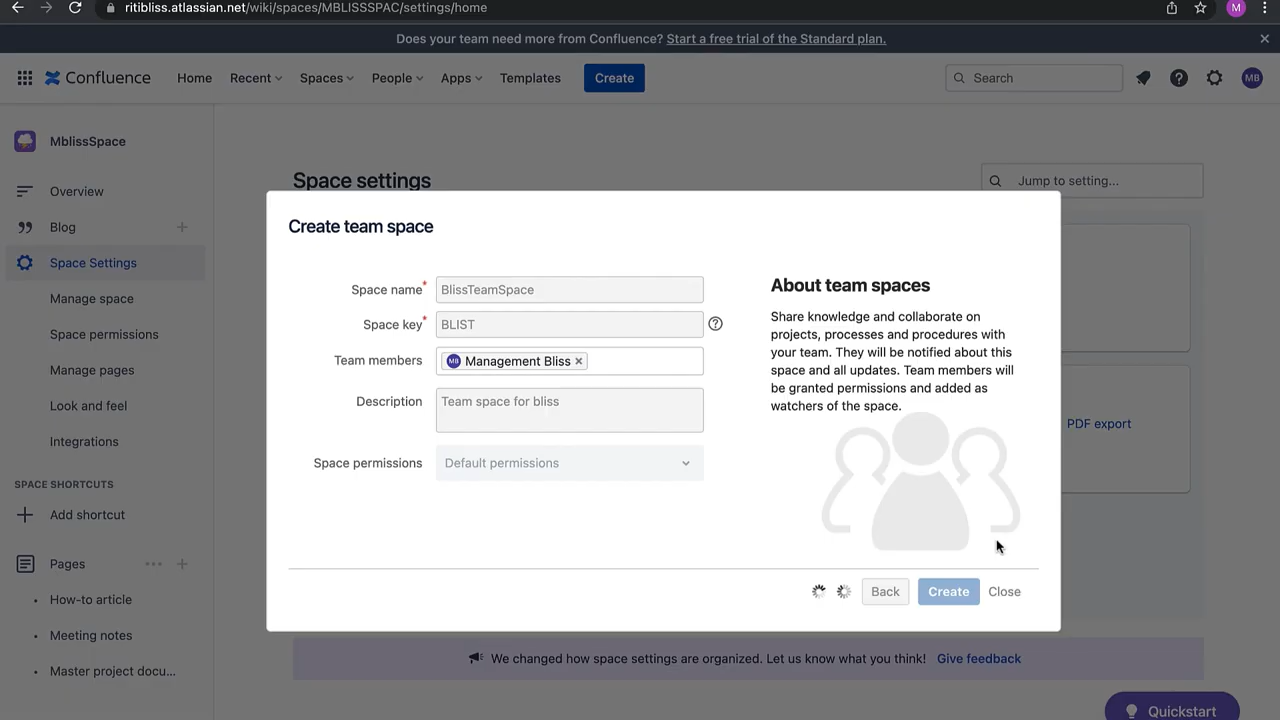 ritibliss.atlassian.net/wiki/spaces/MBLISSSPAC/settings/home
M
Does your team need more from Confluence? Start a free trial of the Standard plan.
Confluence Home Recent Spaces People Apps Templates Create Search MB
MblissSpace
Overview
Blog
Space Settings
Manage space
Space permissions
Manage pages
Look and feel
Integrations
SPACE SHORTCUTS
Add shortcut
Pages
How-to article
Meeting notes
Master project docu...
Space settings
Jump to setting...
Create team space
Space name* BlissTeamSpace
Space key* BLIST
Team members MB Management Bliss
Description Team space for bliss
Space permissions Default permissions
About team spaces
Share knowledge and collaborate on
projects, processes and procedures with
your team. They will be notified about this
space and all updates. Team members will
be granted permissions and added as
watchers of the space.
Back Create Close
PDF export
We changed how space settings are organized. Let us know what you think! Give feedback
Quickstart